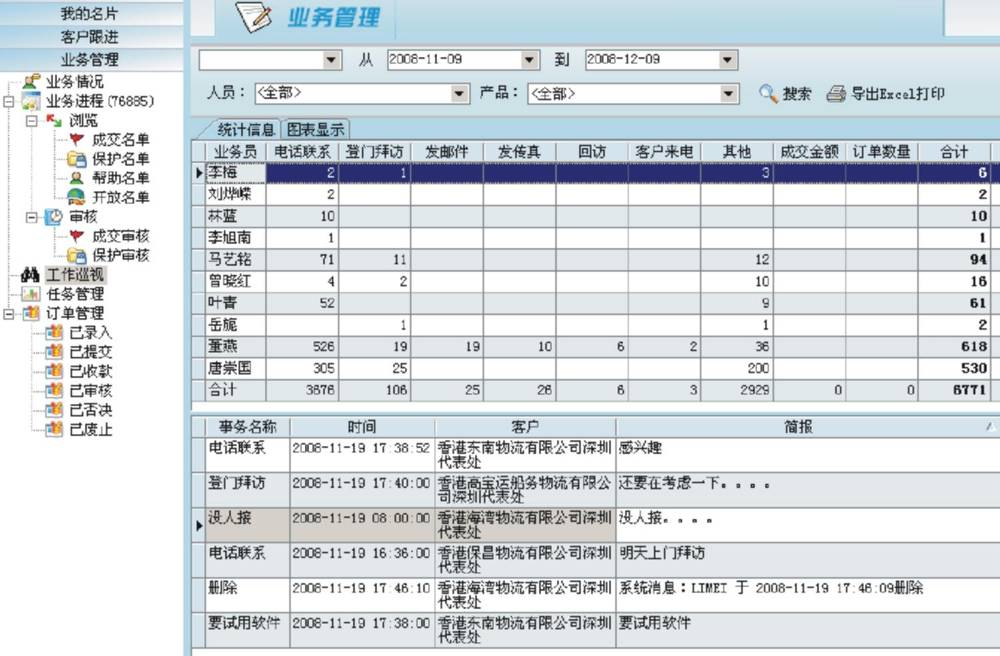 我的名片
客户跟进
业务管理
业务情况
业务进程(76885)
浏览
成交名单
保护名单
帮助名单
开放名单
审核
成交审核
保护审核
工作巡视
任务管理
订单管理
已录入
已提交
已收款
已审核
已否决
已废止
业务管理
从 2008-11-09 到 2008-12-09
人员： <全部> 产品： <全部> 搜索 导出Excel打印
统计信息 图表显示
业务员 电话联系 登门拜访 发邮件 发传真 回访 客户来电 其他 成交金额 订单数量 合计
李梅 2 1 3 6
刘烨嵘 2 2
林蓝 10 10
李旭南 1 1
马艺铭 71 11 12 94
曾晓红 4 2 10 16
叶青 52 9 61
岳旎 1 1 2
董燕 526 19 19 10 6 2 36 618
唐崇国 305 25 200 530
合计 3676 106 25 26 6 3 2929 0 0 6771
事务名称 时间 客户 简报
电话联系 2008-11-19 17:38:52 香港东南物流有限公司深圳 感兴趣
代表处
登门拜访 2008-11-19 17:40:00 香港高宝运船务物流有限公 还要在考虑一下。。。。
司深圳代表处
没人接 2008-11-19 08:00:00 香港海湾物流有限公司深圳 没人接。。。。
代表处
电话联系 2008-11-19 16:36:00 香港保昌物流有限公司深圳 明天上门拜访
代表处
删除 2008-11-19 17:46:10 香港海湾物流有限公司深圳 系统消息：LIMEI 于 2008-11-19 17:46:09删除
代表处
要试用软件 2008-11-19 17:38:00 香港东南物流有限公司深圳 要试用软件
代表处